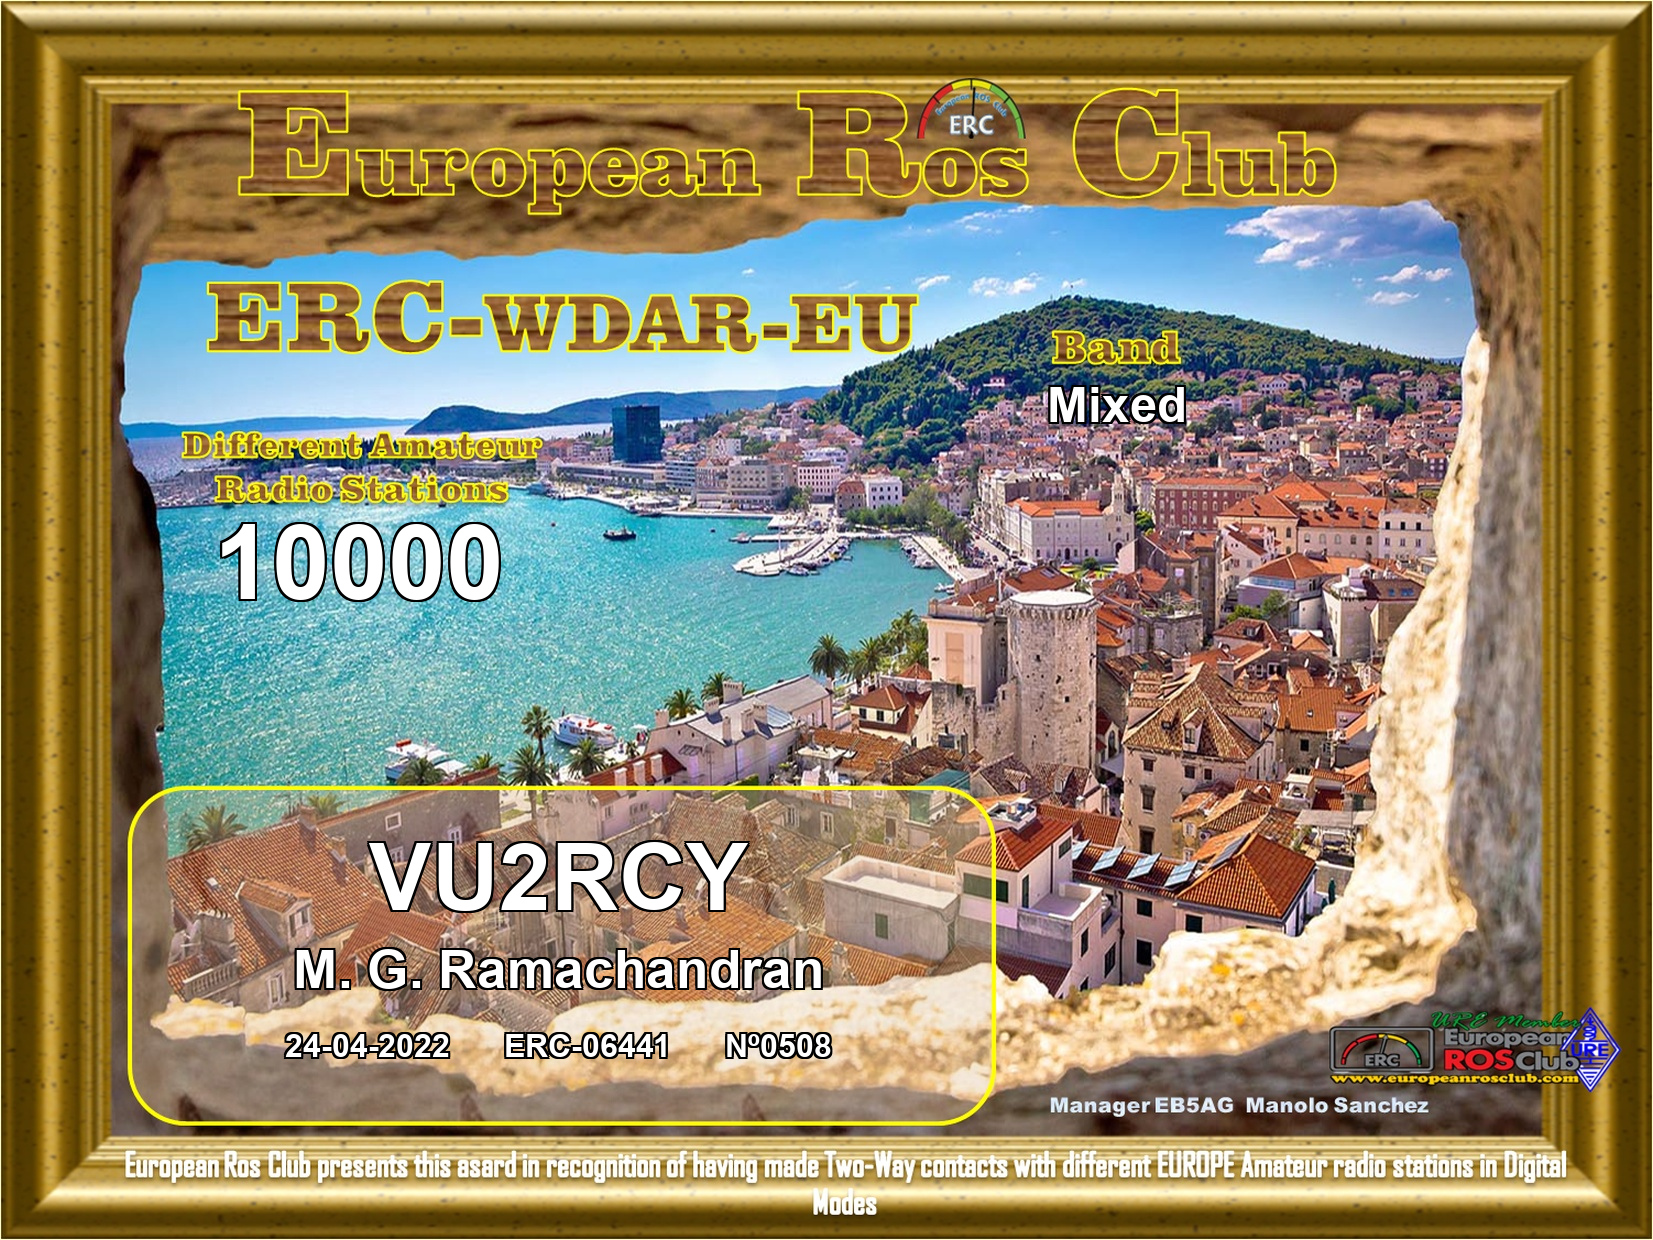 European Ros Club
European ROS Club
ERC
ERC-WDAR-EU
Band
Mixed
Different Amateur
Radio Stations
10000
VU2RCY
M. G. Ramachandran
24-04-2022 ERC-06441 Nº0508
URE Member
ERC
European
ROS Club
URE
www.europeanrosclub.com
Manager EB5AG Manolo Sanchez
European Ros Club presents this asard in recognition of having made Two-Way contacts with different EUROPE Amateur radio stations in Digital
Modes